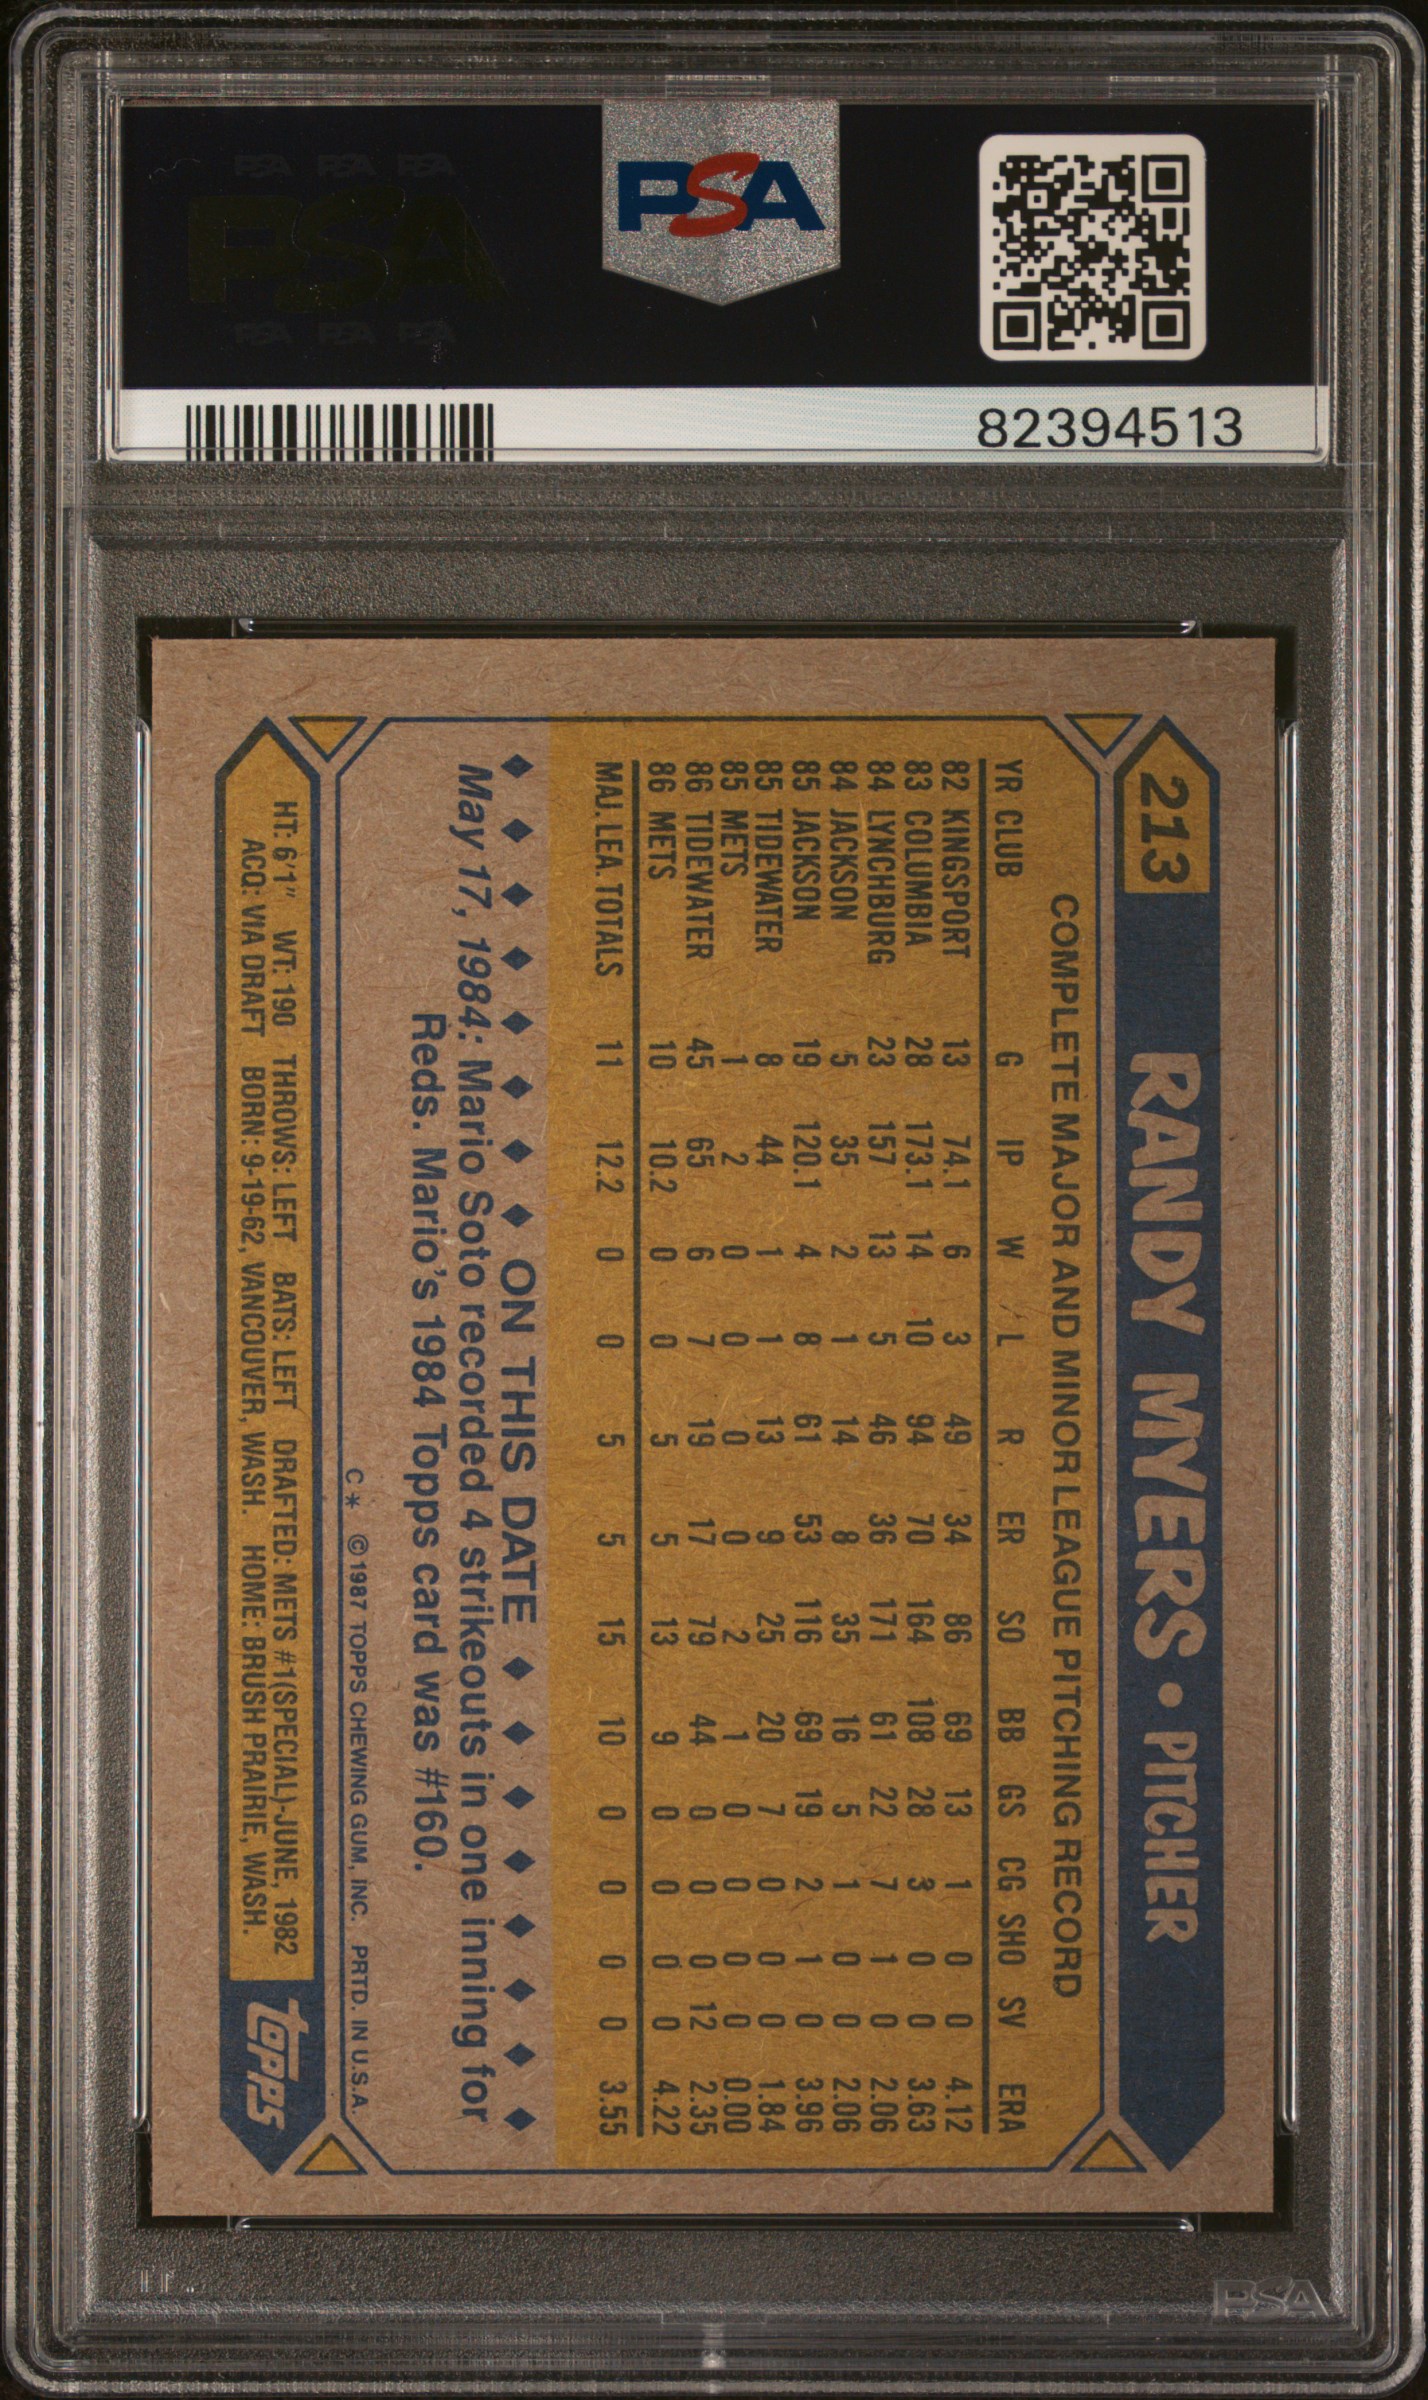 PSA PSA PSA
PSA
PSA PSA PSA
PSA
82394513
213 RANDY MYERS • PITCHER
COMPLETE MAJOR AND MINOR LEAGUE PITCHING RECORD
YR CLUB G IP W L R ER SO BB GS CG SHO SV ERA
82 KINGSPORT 13 74.1 6 3 49 34 86 69 13 1 0 0 4.12
83 COLUMBIA 28 173.1 14 10 94 70 164 108 28 3 0 0 3.63
84 LYNCHBURG 23 157 13 5 46 36 171 61 22 7 1 0 2.06
84 JACKSON 5 35 2 1 14 8 35 16 5 1 0 0 2.06
85 JACKSON 19 120.1 4 8 61 53 116 69 19 2 1 0 3.96
85 TIDEWATER 8 44 1 1 13 9 25 20 7 0 0 0 1.84
85 METS 1 2 0 0 0 0 2 1 0 0 0 0 0.00
86 TIDEWATER 45 65 6 7 19 17 79 44 0 0 0 12 2.35
86 METS 10 10.2 0 0 5 5 13 9 0 0 0 0 4.22
MAJ. LEA. TOTALS 11 12.2 0 0 5 5 15 10 0 0 0 0 3.55
ON THIS DATE
May 17, 1984: Mario Soto recorded 4 strikeouts in one inning for
Reds. Mario's 1984 Topps card was #160.
C* ©1987 TOPPS CHEWING GUM, INC. PRTD. IN U.S.A.
HT: 6'1" WT: 190 THROWS: LEFT BATS: LEFT DRAFTED: METS #1(SPECIAL)-JUNE, 1982
ACQ: VIA DRAFT BORN: 9-19-62, VANCOUVER, WASH. HOME: BRUSH PRAIRIE, WASH.
topps
PSA